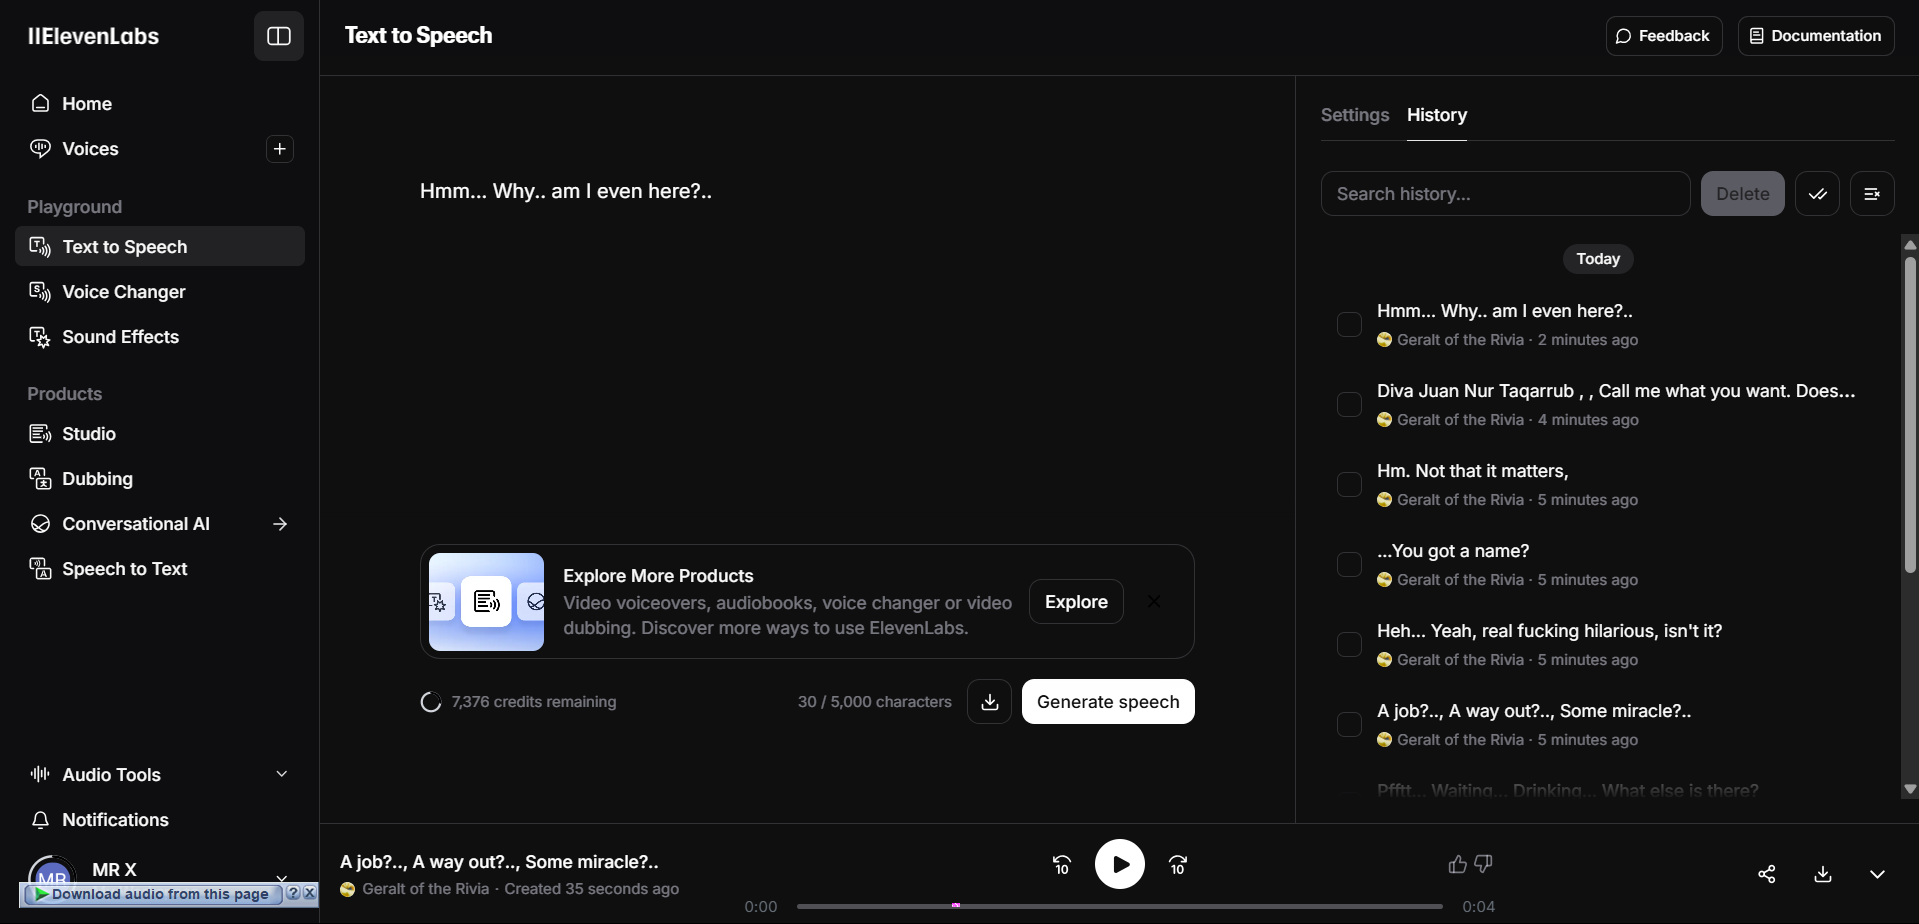 IIElevenLabs
Home
Voices
Playground
Text to Speech
Voice Changer
Sound Effects
Products
Studio
Dubbing
Conversational AI
Speech to Text
Audio Tools
Notifications
MR X
MR
Download audio from this page
? X
Text to Speech
Feedback
Documentation
Hmm... Why.. am I even here?..
Explore More Products
Video voiceovers, audiobooks, voice changer or video
dubbing. Discover more ways to use ElevenLabs.
Explore
7,376 credits remaining
30 / 5,000 characters
Generate speech
Settings History
Search history...
Delete
Today
Hmm... Why.. am I even here?..
Geralt of the Rivia · 2 minutes ago
Diva Juan Nur Taqarrub , , Call me what you want. Does...
Geralt of the Rivia · 4 minutes ago
Hm. Not that it matters,
Geralt of the Rivia · 5 minutes ago
...You got a name?
Geralt of the Rivia · 5 minutes ago
Heh... Yeah, real fucking hilarious, isn't it?
Geralt of the Rivia · 5 minutes ago
A job?.., A way out?.., Some miracle?..
Geralt of the Rivia · 5 minutes ago
Pffft... Waiting... Drinking... What else is there?
A job?.., A way out?.., Some miracle?..
Geralt of the Rivia · Created 35 seconds ago
10
10
0:00
0:04